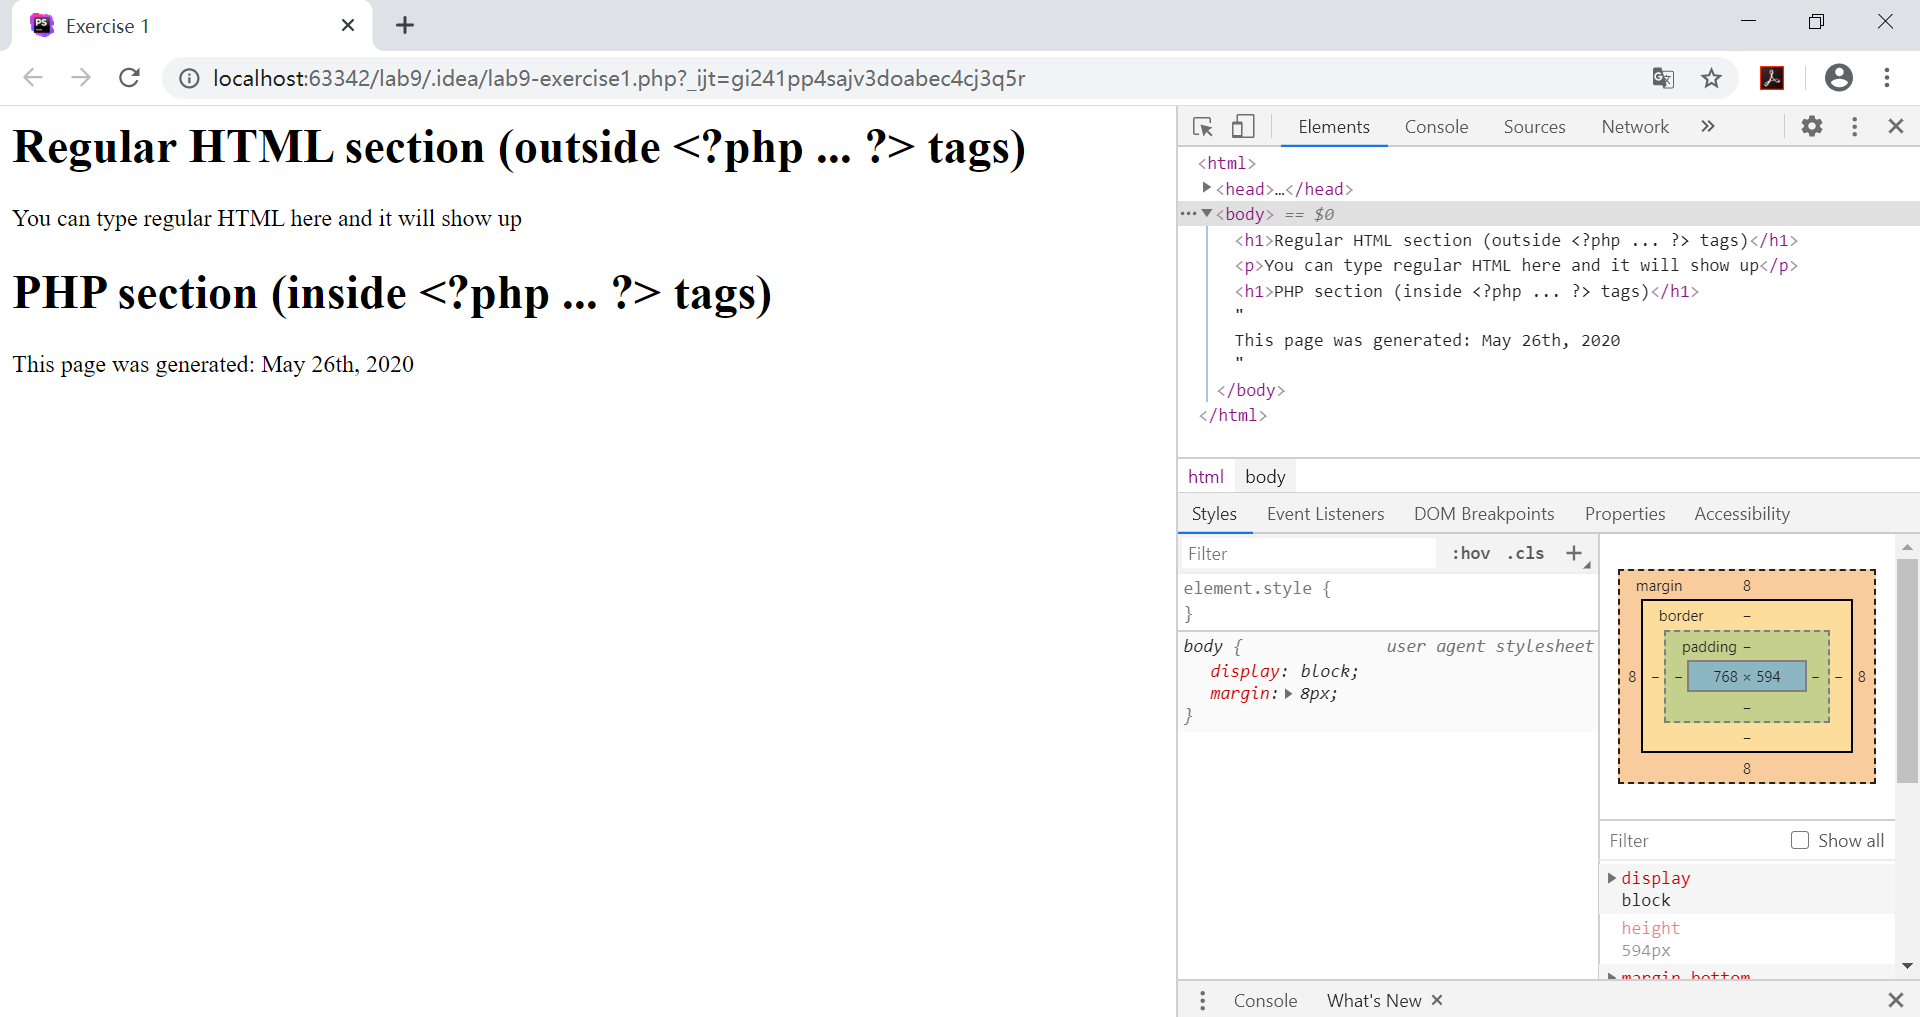 Exercise 1
localhost:63342/lab9/.idea/lab9-exercise1.php?_ijt=gi241pp4sajv3doabec4cj3q5r
Regular HTML section (outside <?php ... ?> tags)
You can type regular HTML here and it will show up
PHP section (inside <?php ... ?> tags)
This page was generated: May 26th, 2020
Elements Console Sources Network »
<html>
<head>…</head>
<body> == $0
<h1>Regular HTML section (outside <?php ... ?> tags)</h1>
<p>You can type regular HTML here and it will show up</p>
<h1>PHP section (inside <?php ... ?> tags)</h1>
"
This page was generated: May 26th, 2020
"
</body>
</html>
html body
Styles Event Listeners DOM Breakpoints Properties Accessibility
Filter :hov .cls +
element.style {
}
body { user agent stylesheet
display: block;
margin: 8px;
}
margin 8
border –
padding –
8 – – 768 × 594 – – 8
–
–
8
Filter Show all
display
block
height
594px
margin-bottom
Console What's New